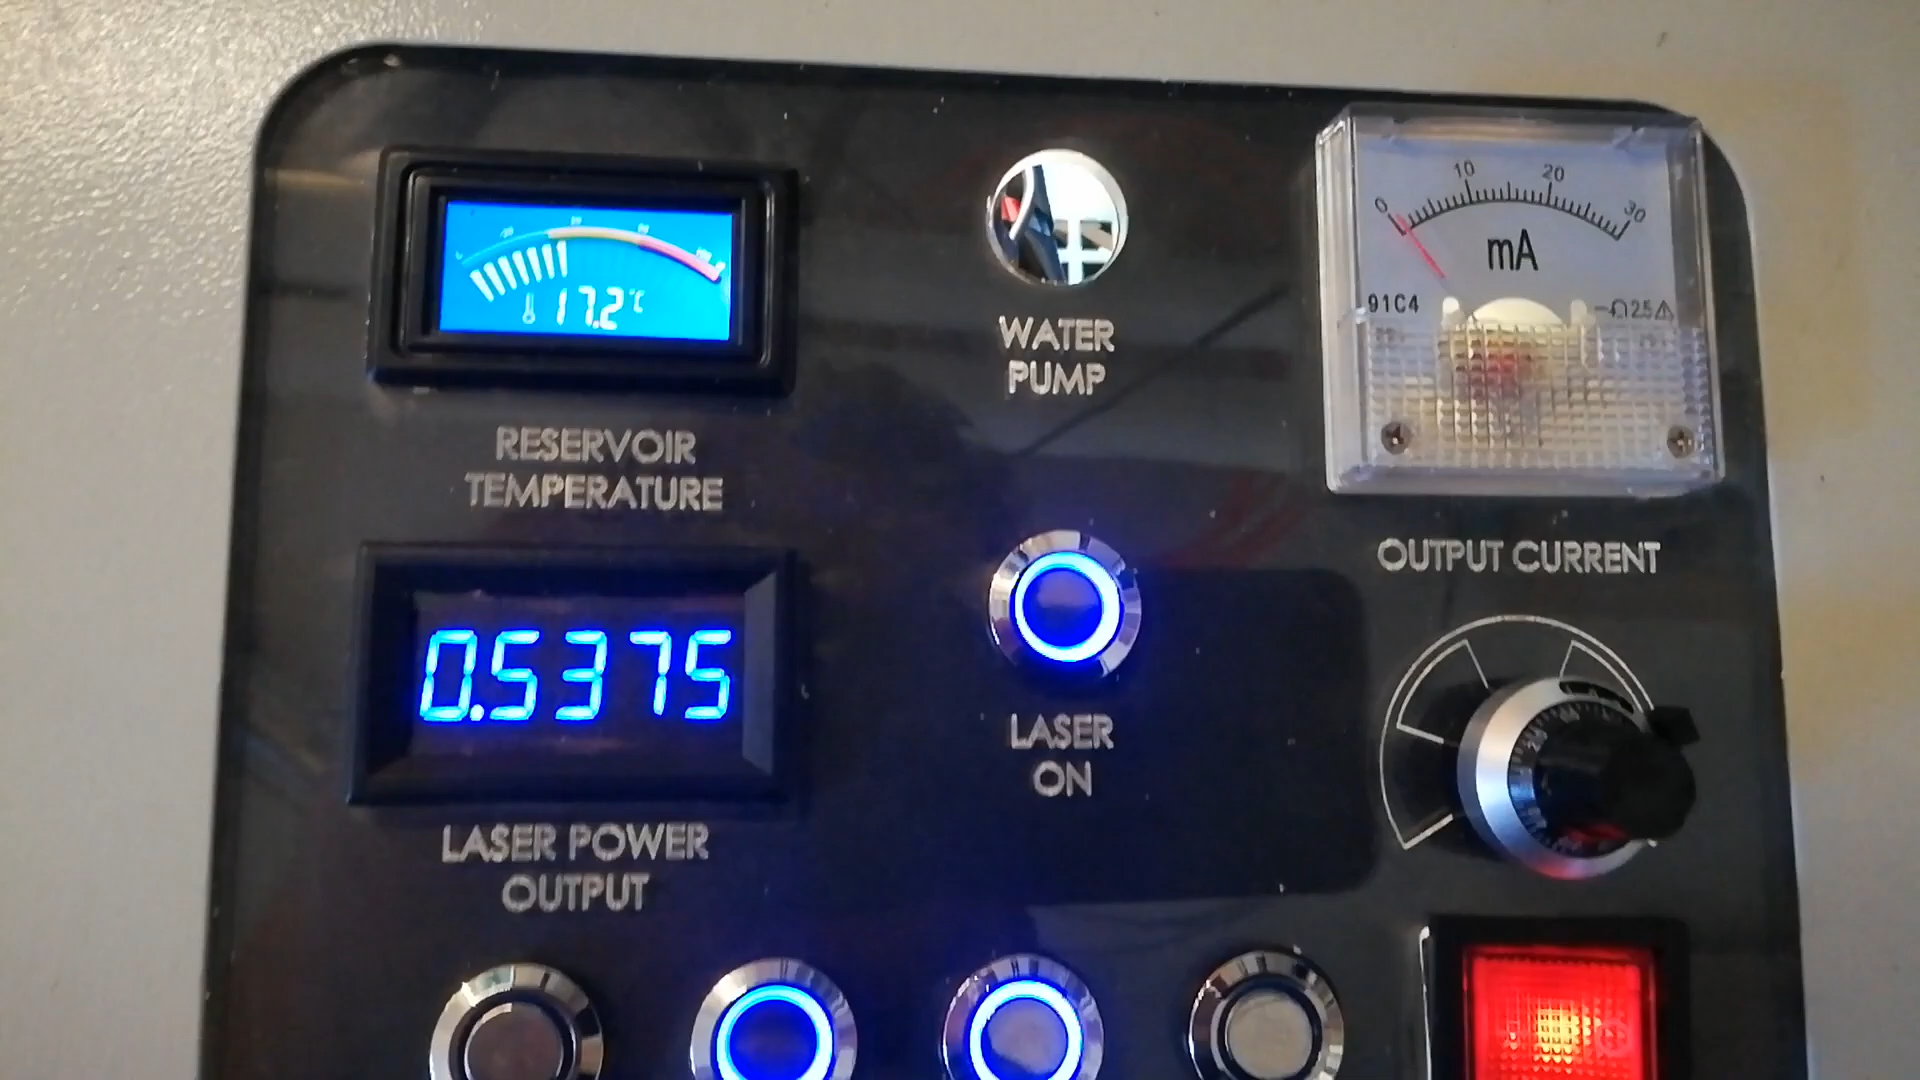 17.2°C
RESERVOIR
TEMPERATURE
WATER
PUMP
0 10 20 30
mA
91C4
2.5
OUTPUT CURRENT
0.5375
LASER POWER
OUTPUT
LASER
ON